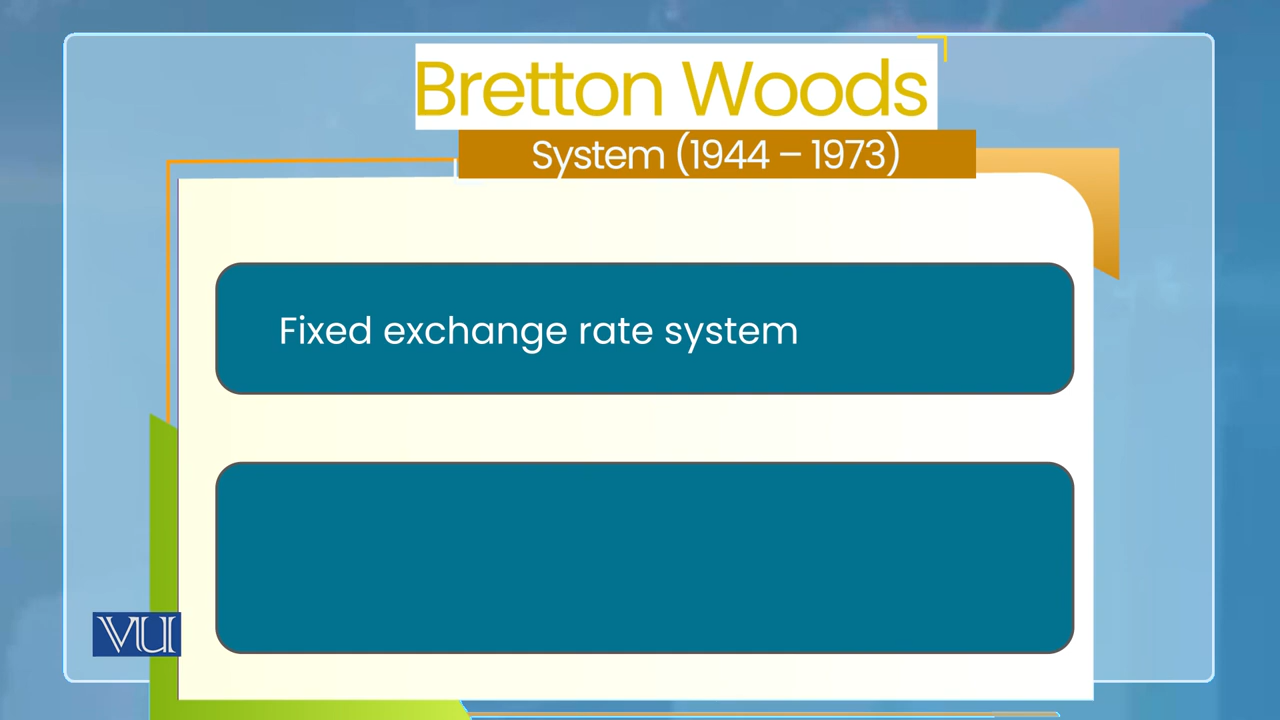 Bretton Woods
System (1944 – 1973)
Fixed exchange rate system
VU